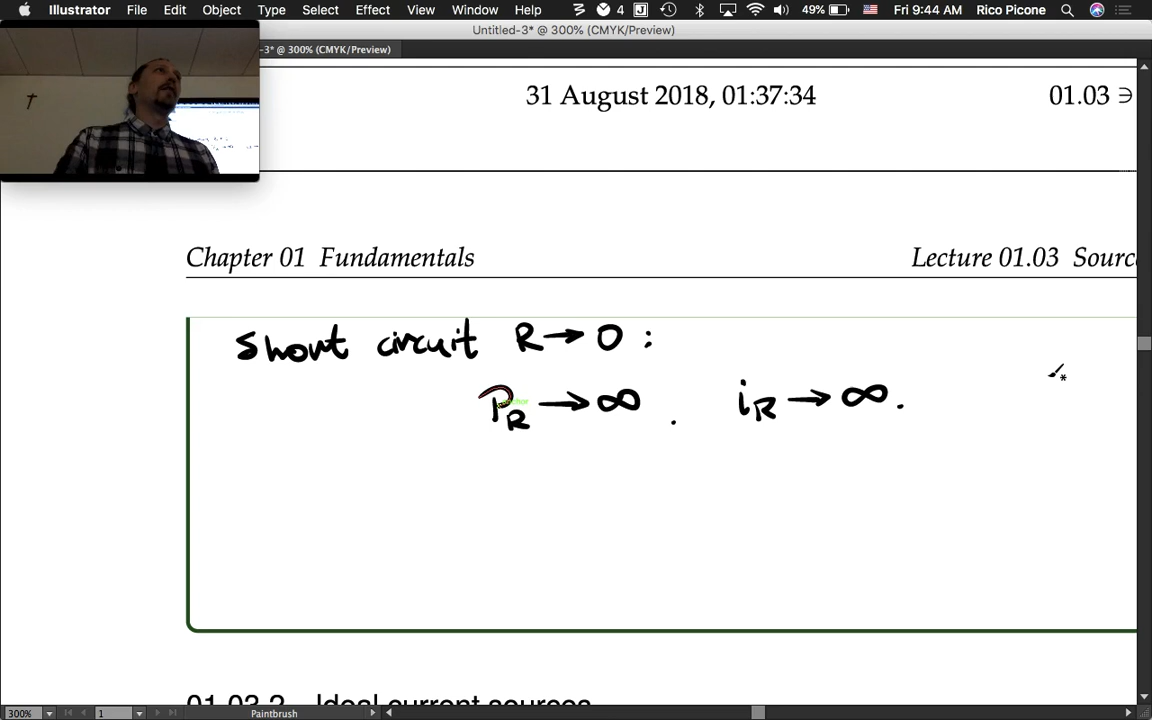 Illustrator File Edit Object Type Select Effect View Window Help 4 49% Fri 9:44 AM Rico Picone
Untitled-3* @ 300% (CMYK/Preview)
-3* @ 300% (CMYK/Preview)
31 August 2018, 01:37:34 01.03 ∋
Chapter 01 Fundamentals Lecture 01.03 Sourc
Short circuit R → 0 :
P_R → ∞ . i_R → ∞.
01.03.2 Ideal current sources
300% 1 Paintbrush